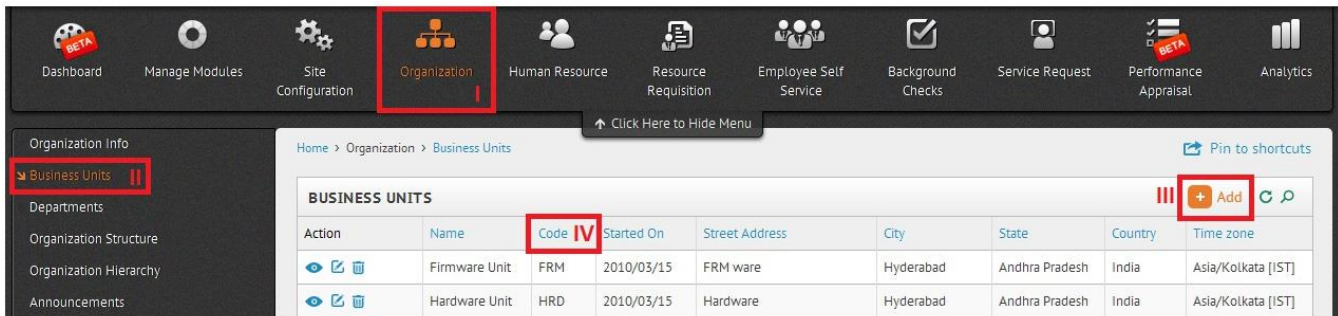 BETA
BETA
Dashboard Manage Modules Site Configuration Organization Human Resource Resource Requisition Employee Self Service Background Checks Service Request Performance Appraisal Analytics
I
↑ Click Here to Hide Menu
Organization Info
Business Units II
Departments
Organization Structure
Organization Hierarchy
Announcements
Home > Organization > Business Units
Pin to shortcuts
BUSINESS UNITS III + Add
Action Name Code IV Started On Street Address City State Country Time zone
Firmware Unit FRM 2010/03/15 FRM ware Hyderabad Andhra Pradesh India Asia/Kolkata [IST]
Hardware Unit HRD 2010/03/15 Hardware Hyderabad Andhra Pradesh India Asia/Kolkata [IST]